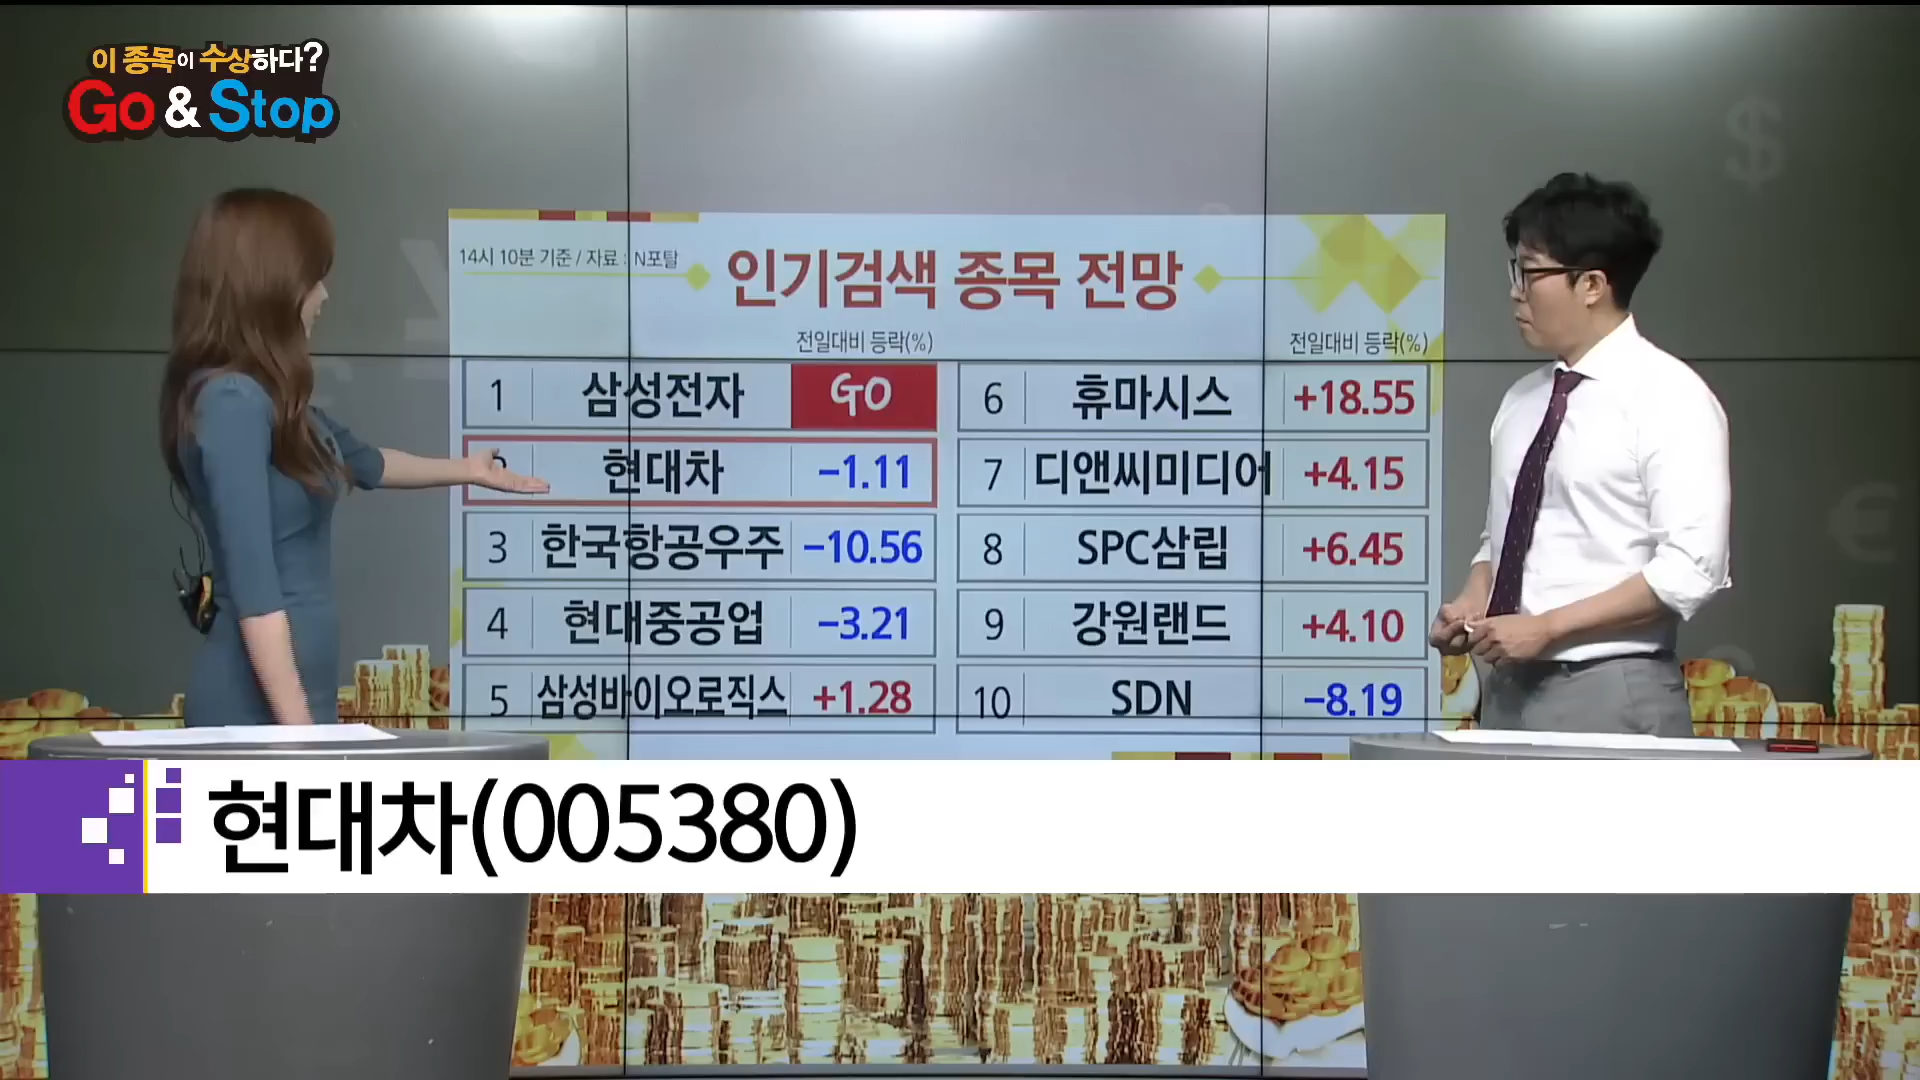 이 종목이 수상하다?
Go & Stop
14시 10분 기준 / 자료 : N포탈
인기검색 종목 전망
전일대비 등락(%)
1 삼성전자 GO
2 현대차 -1.11
3 한국항공우주 -10.56
4 현대중공업 -3.21
5 삼성바이오로직스 +1.28
전일대비 등락(%)
6 휴마시스 +18.55
7 디앤씨미디어 +4.15
8 SPC삼립 +6.45
9 강원랜드 +4.10
10 SDN -8.19
현대차(005380)